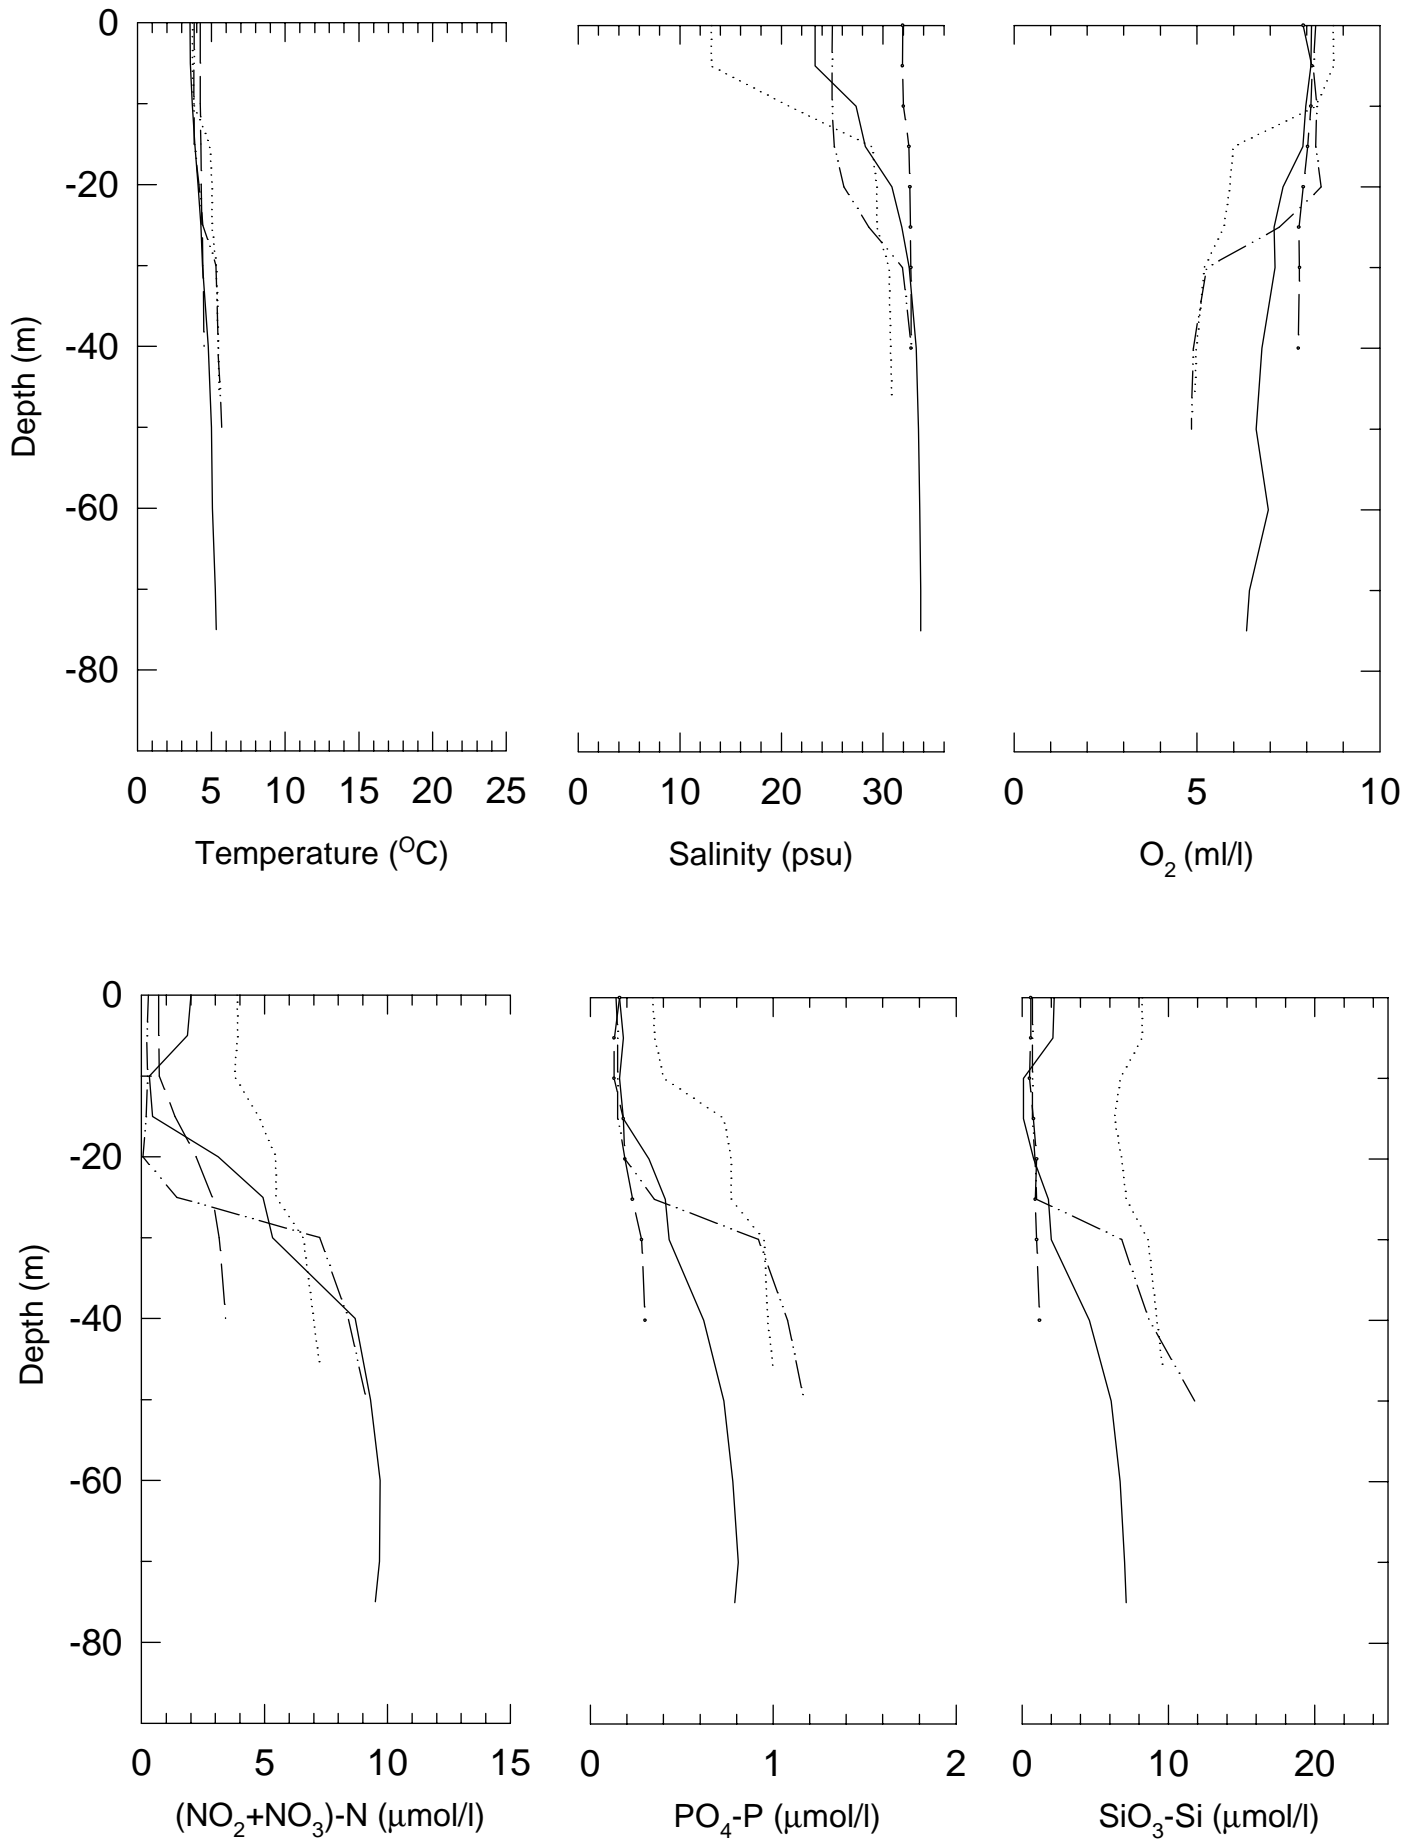 0
-20
-40
-60
-80
Depth (m)
0 5 10 15 20 25
Temperature (°C)
0 10 20 30
Salinity (psu)
0 5 10
O₂ (ml/l)
0
-20
-40
-60
-80
Depth (m)
0 5 10 15
(NO₂+NO₃)-N (μmol/l)
0 1 2
PO₄-P (μmol/l)
0 10 20
SiO₃-Si (μmol/l)